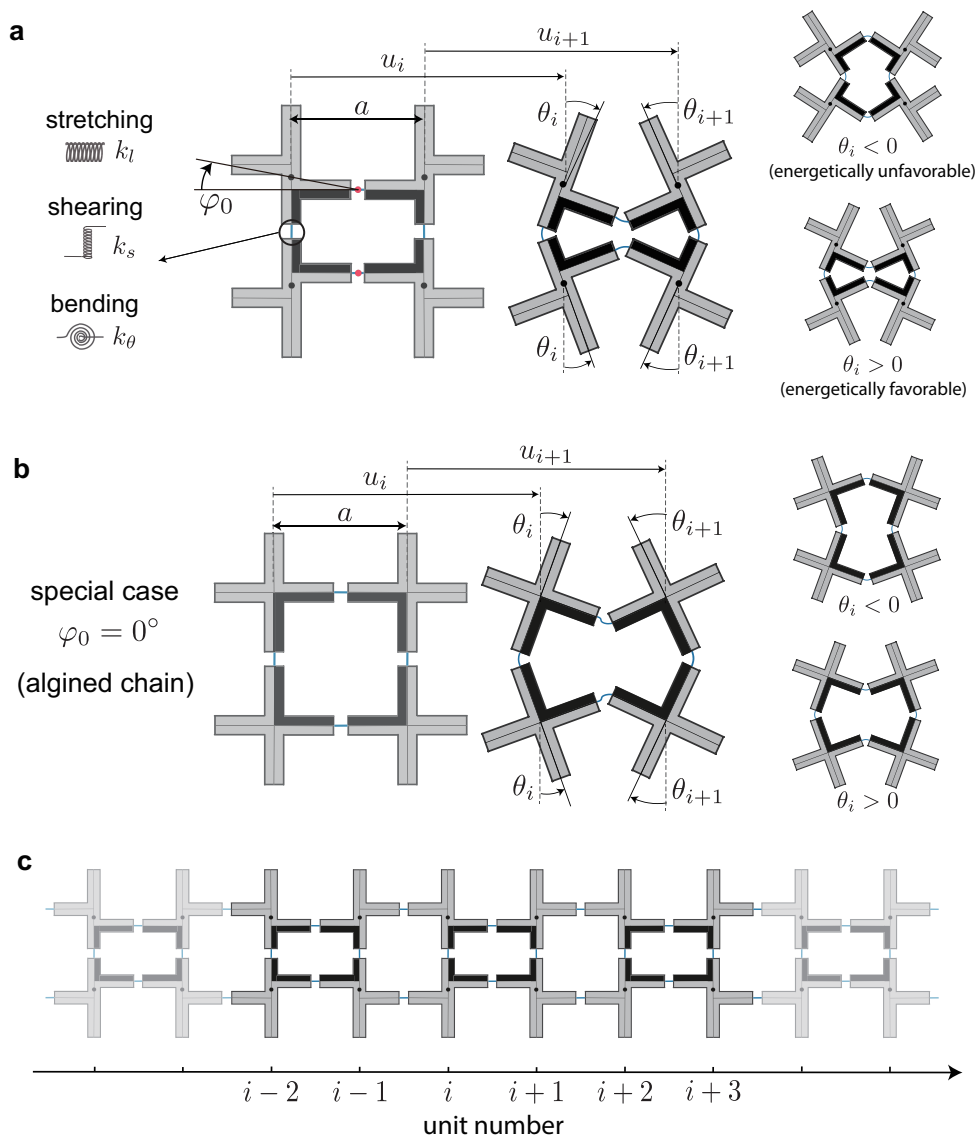 a
stretching
k_l
shearing
k_s
bending
k_θ
φ_0
a
u_i
u_{i+1}
θ_i
θ_{i+1}
θ_i
θ_{i+1}
θ_i < 0
(energetically unfavorable)
θ_i > 0
(energetically favorable)
b
special case
φ_0 = 0°
(algined chain)
a
u_i
u_{i+1}
θ_i
θ_{i+1}
θ_i
θ_{i+1}
θ_i < 0
θ_i > 0
c
i − 2 i − 1 i i + 1 i + 2 i + 3
unit number